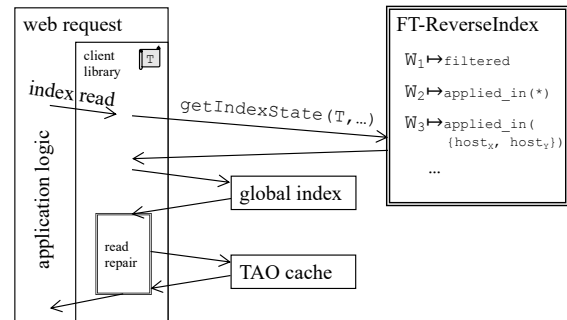 web request
client
library
T
index read
application logic
getIndexState(T,…)
FT-ReverseIndex
W₁↦filtered
W₂↦applied_in(*)
W₃↦applied_in(
{hostₓ, hostᵧ})
…
global index
read
repair
TAO cache